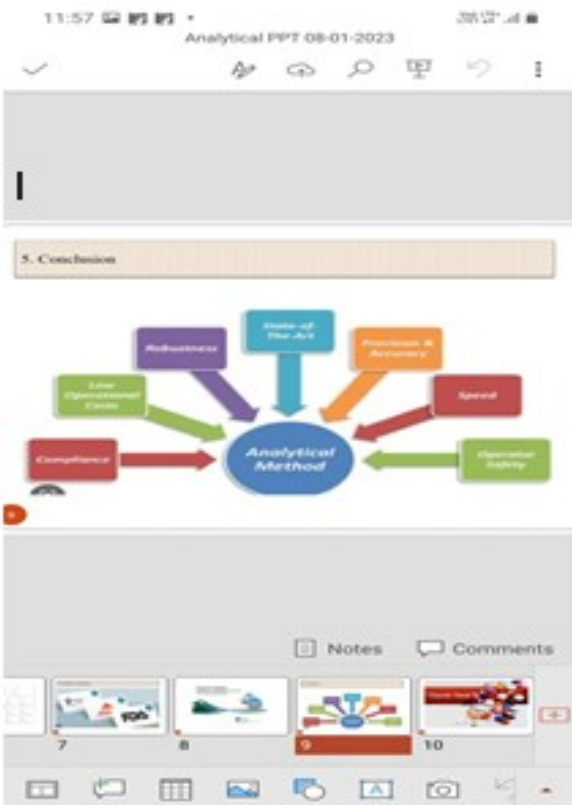 11:57
Analytical PPT 08-01-2023
5. Conclusion
State-of-
The-Art
Robustness
Precision &
Accuracy
Low
Operational
Costs
Speed
Compliance
Analytical
Method
Operator
Safety
9
Notes
Comments
7
8
9
10
A